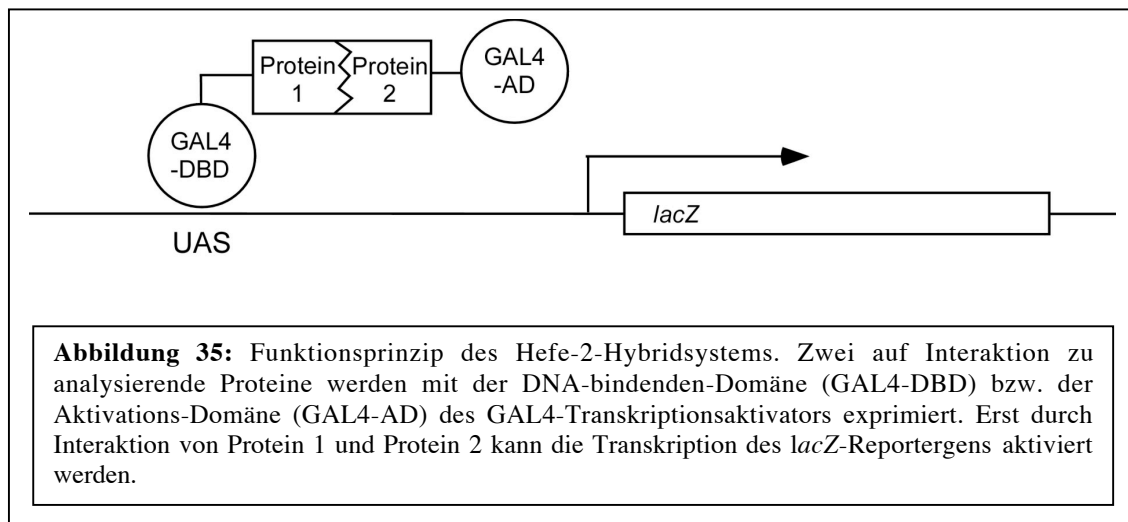 Protein
1
Protein
2
GAL4
-AD
GAL4
-DBD
lacZ
UAS
Abbildung 35: Funktionsprinzip des Hefe-2-Hybridsystems. Zwei auf Interaktion zu
analysierende Proteine werden mit der DNA-bindenden-Domäne (GAL4-DBD) bzw. der
Aktivations-Domäne (GAL4-AD) des GAL4-Transkriptionsaktivators exprimiert. Erst durch
Interaktion von Protein 1 und Protein 2 kann die Transkription des lacZ-Reportergens aktiviert
werden.